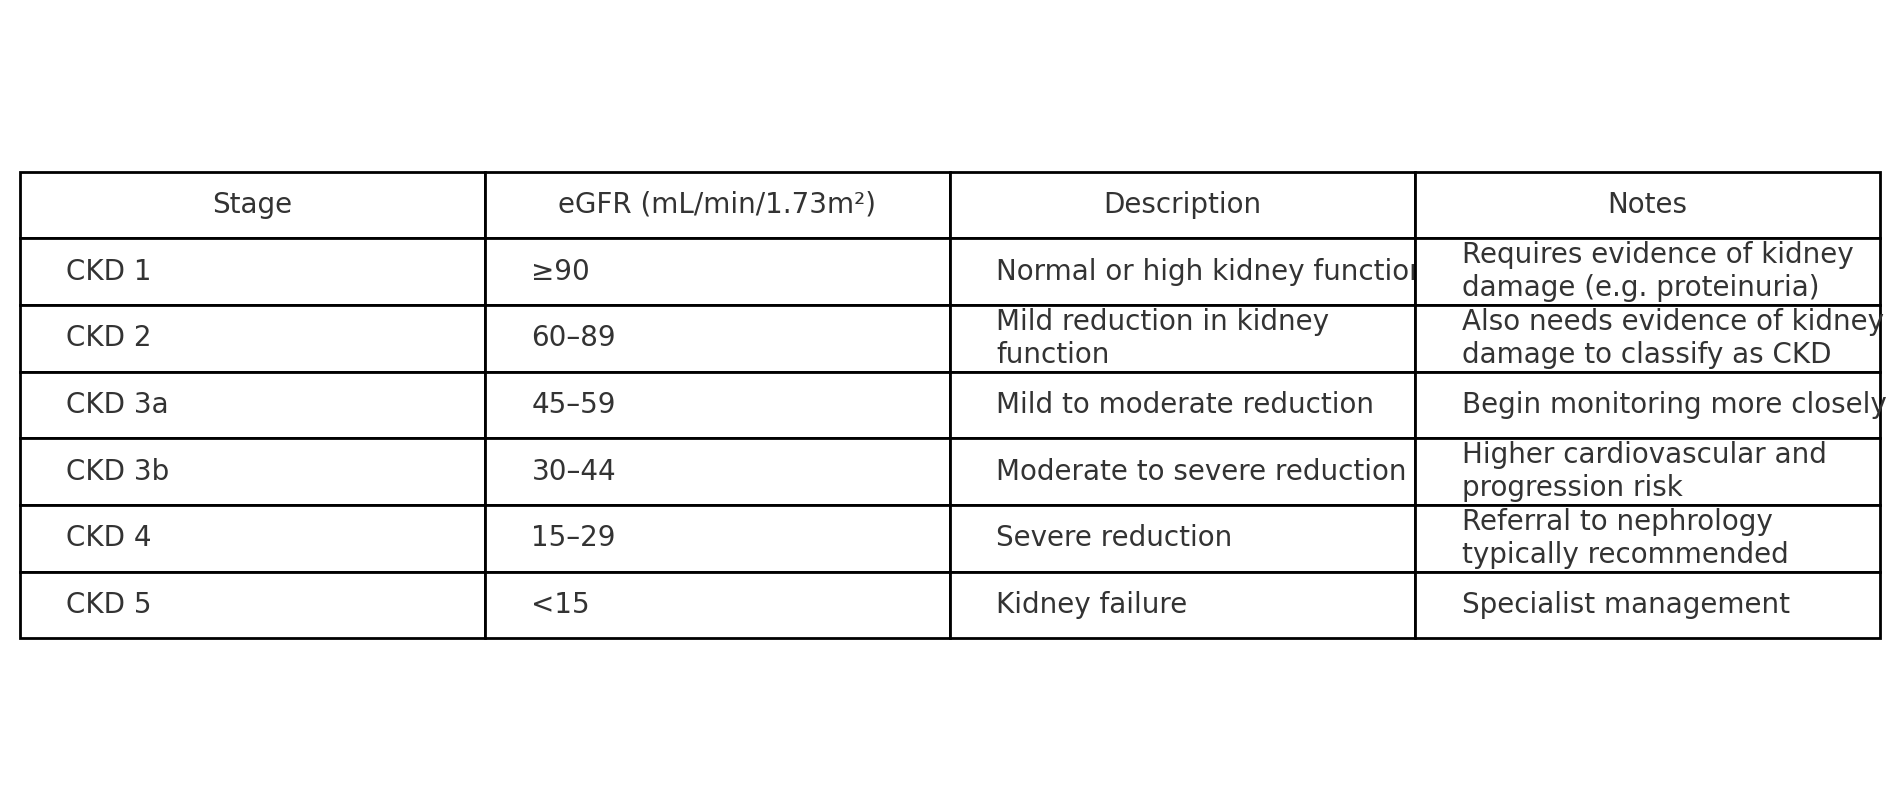 Stage eGFR (mL/min/1.73m²) Description Notes
CKD 1 ≥90 Normal or high kidney function Requires evidence of kidney
damage (e.g. proteinuria)
CKD 2 60–89 Mild reduction in kidney Also needs evidence of kidney
function damage to classify as CKD
CKD 3a 45–59 Mild to moderate reduction Begin monitoring more closely
CKD 3b 30–44 Moderate to severe reduction Higher cardiovascular and
progression risk
CKD 4 15–29 Severe reduction Referral to nephrology
typically recommended
CKD 5 <15 Kidney failure Specialist management